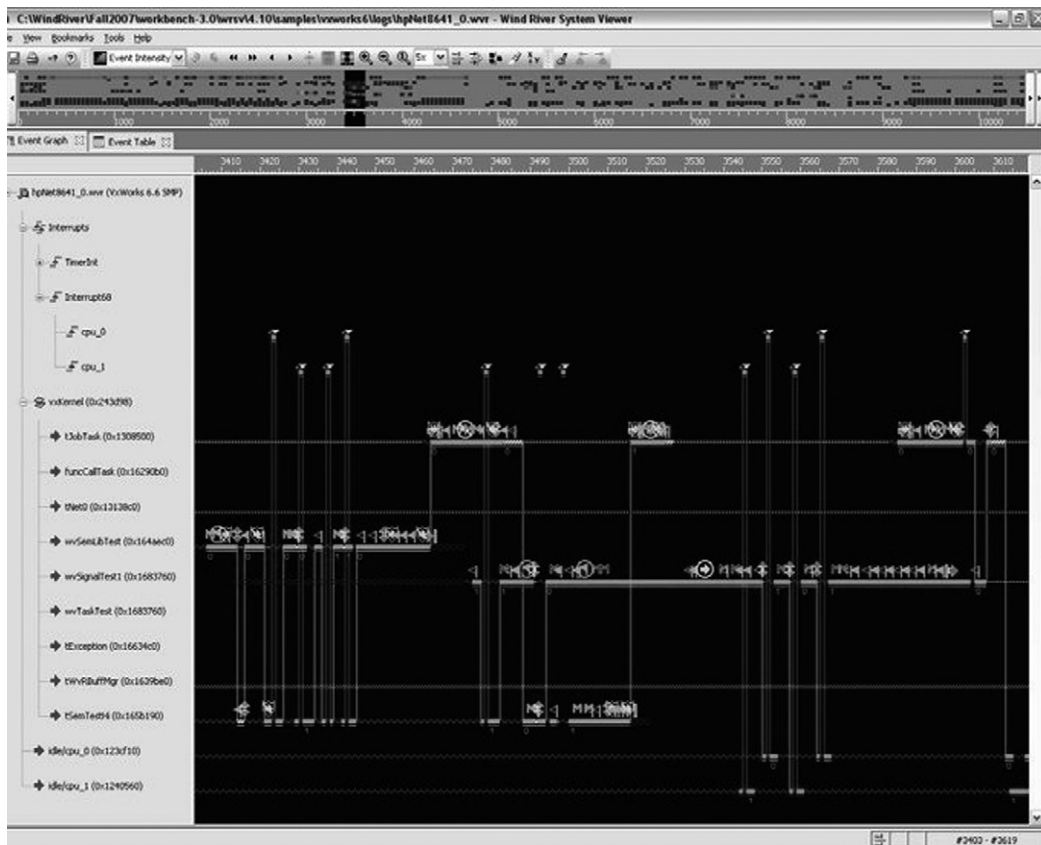 C:\WindRiver\Fall2007\workbench-3.0\wrsv\4.10\samples\vxworks6\logs\hpNet8641_0.wvr - Wind River System Viewer
View Bookmarks Tools Help
Event Intensity 5x
1000 2000 3000 4000 5000 6000 7000 8000 9000 10000
Event Graph Event Table
3410 3420 3430 3440 3450 3460 3470 3480 3490 3500 3510 3520 3530 3540 3550 3560 3570 3580 3590 3600 3610
hpNet8641_0.wvr (VxWorks 6.6 SMP)
Interrupts
TimerInt
Interrupt68
cpu_0
cpu_1
vxKernel (0x243d98)
tJobTask (0x1308500)
funcCallTask (0x16290b0)
tNet0 (0x13138c0)
wvSemLibTest (0x164aec0)
wvSignalTest1 (0x1683760)
wvTaskTest (0x1683760)
tException (0x16634c0)
tWvRBuffMgr (0x1639be0)
tSemTest94 (0x165b190)
idle/cpu_0 (0x123cf10)
idle/cpu_1 (0x1240560)
#3403 - #3619